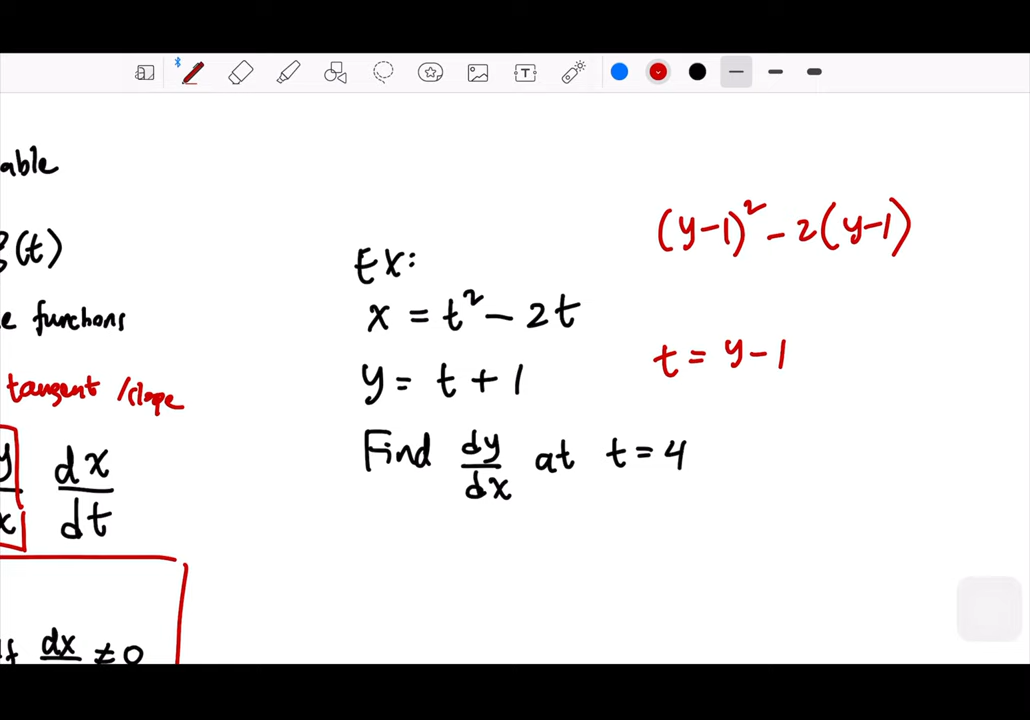 able
(t)
functions
tangent /slope
dx
dt
dx ≠ 0
Ex:
x = t² − 2t
y = t + 1
Find dy/dx at t = 4
(y−1)² − 2(y−1)
t = y − 1